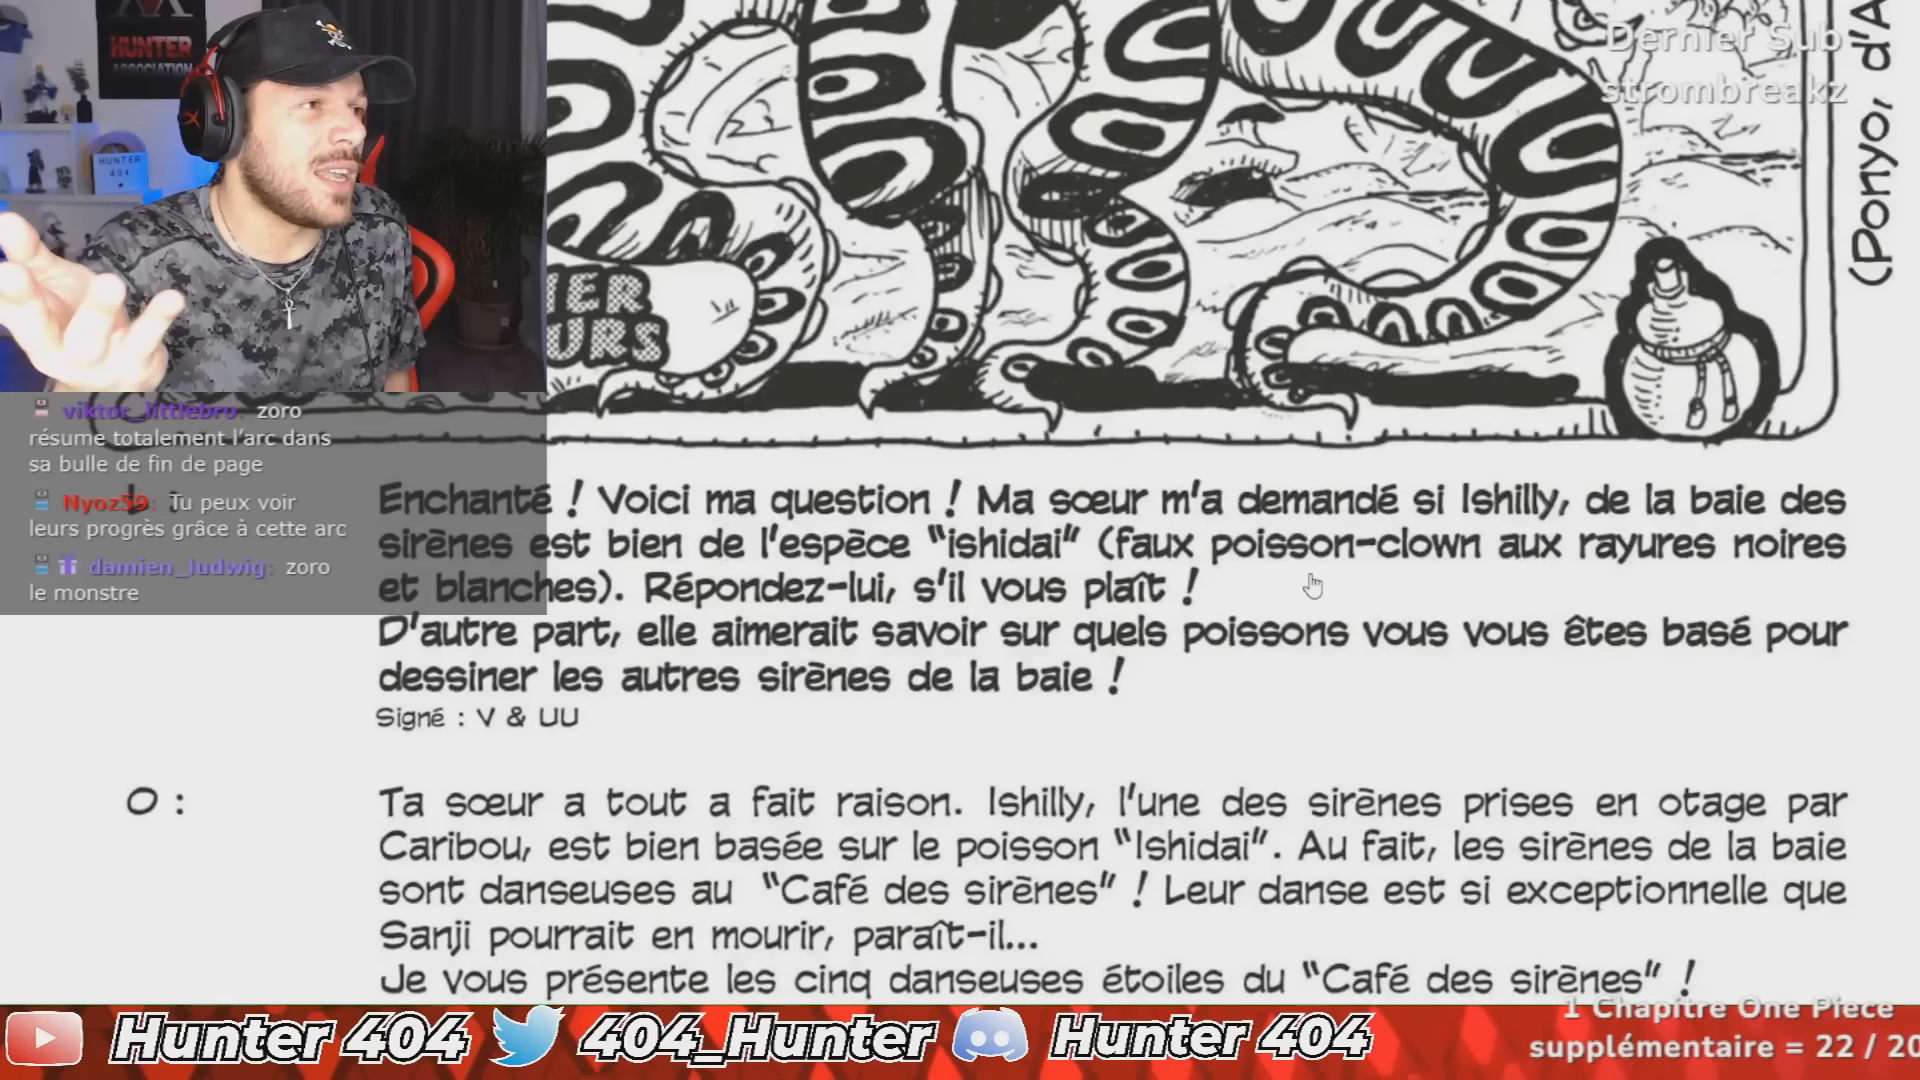 HUNTER
ASSOCIATION
HUNTER
404
Dernier Sub
strombreakz
(Ponyo, d'A
IER
URS
viktor_littlebro: zoro
résume totalement l'arc dans
sa bulle de fin de page
Nyoz59: Tu peux voir
leurs progrès grâce à cette arc
damien_ludwig: zoro
le monstre
Enchanté ! Voici ma question ! Ma sœur m'a demandé si Ishilly, de la baie des
sirènes est bien de l'espèce "ishidai" (faux poisson-clown aux rayures noires
et blanches). Répondez-lui, s'il vous plaît !
D'autre part, elle aimerait savoir sur quels poissons vous vous êtes basé pour
dessiner les autres sirènes de la baie !
Signé : V & UU
O :
Ta sœur a tout a fait raison. Ishilly, l'une des sirènes prises en otage par
Caribou, est bien basée sur le poisson "Ishidai". Au fait, les sirènes de la baie
sont danseuses au "Café des sirènes" ! Leur danse est si exceptionnelle que
Sanji pourrait en mourir, paraît-il...
Je vous présente les cinq danseuses étoiles du "Café des sirènes" !
Hunter 404
404_Hunter
Hunter 404
1 Chapitre One Piece
supplémentaire = 22 / 20